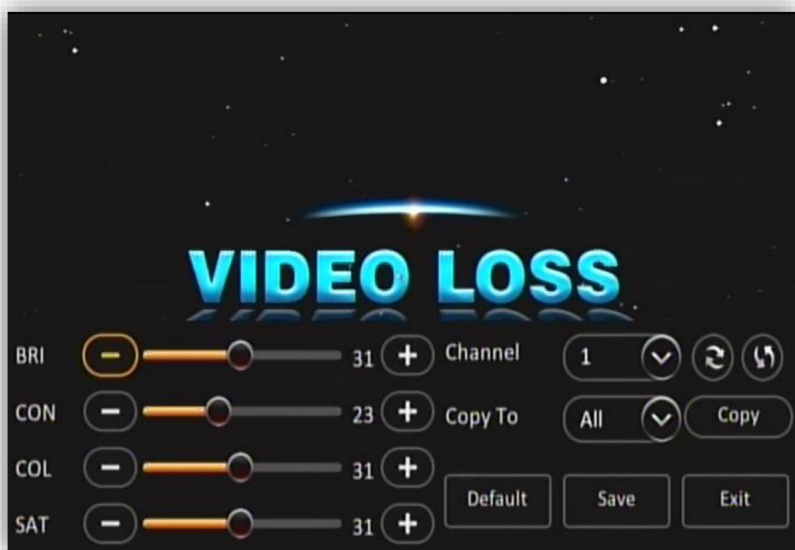 VIDEO LOSS
BRI 31 Channel 1
CON 23 Copy To All Copy
COL 31
Default Save Exit
SAT 31